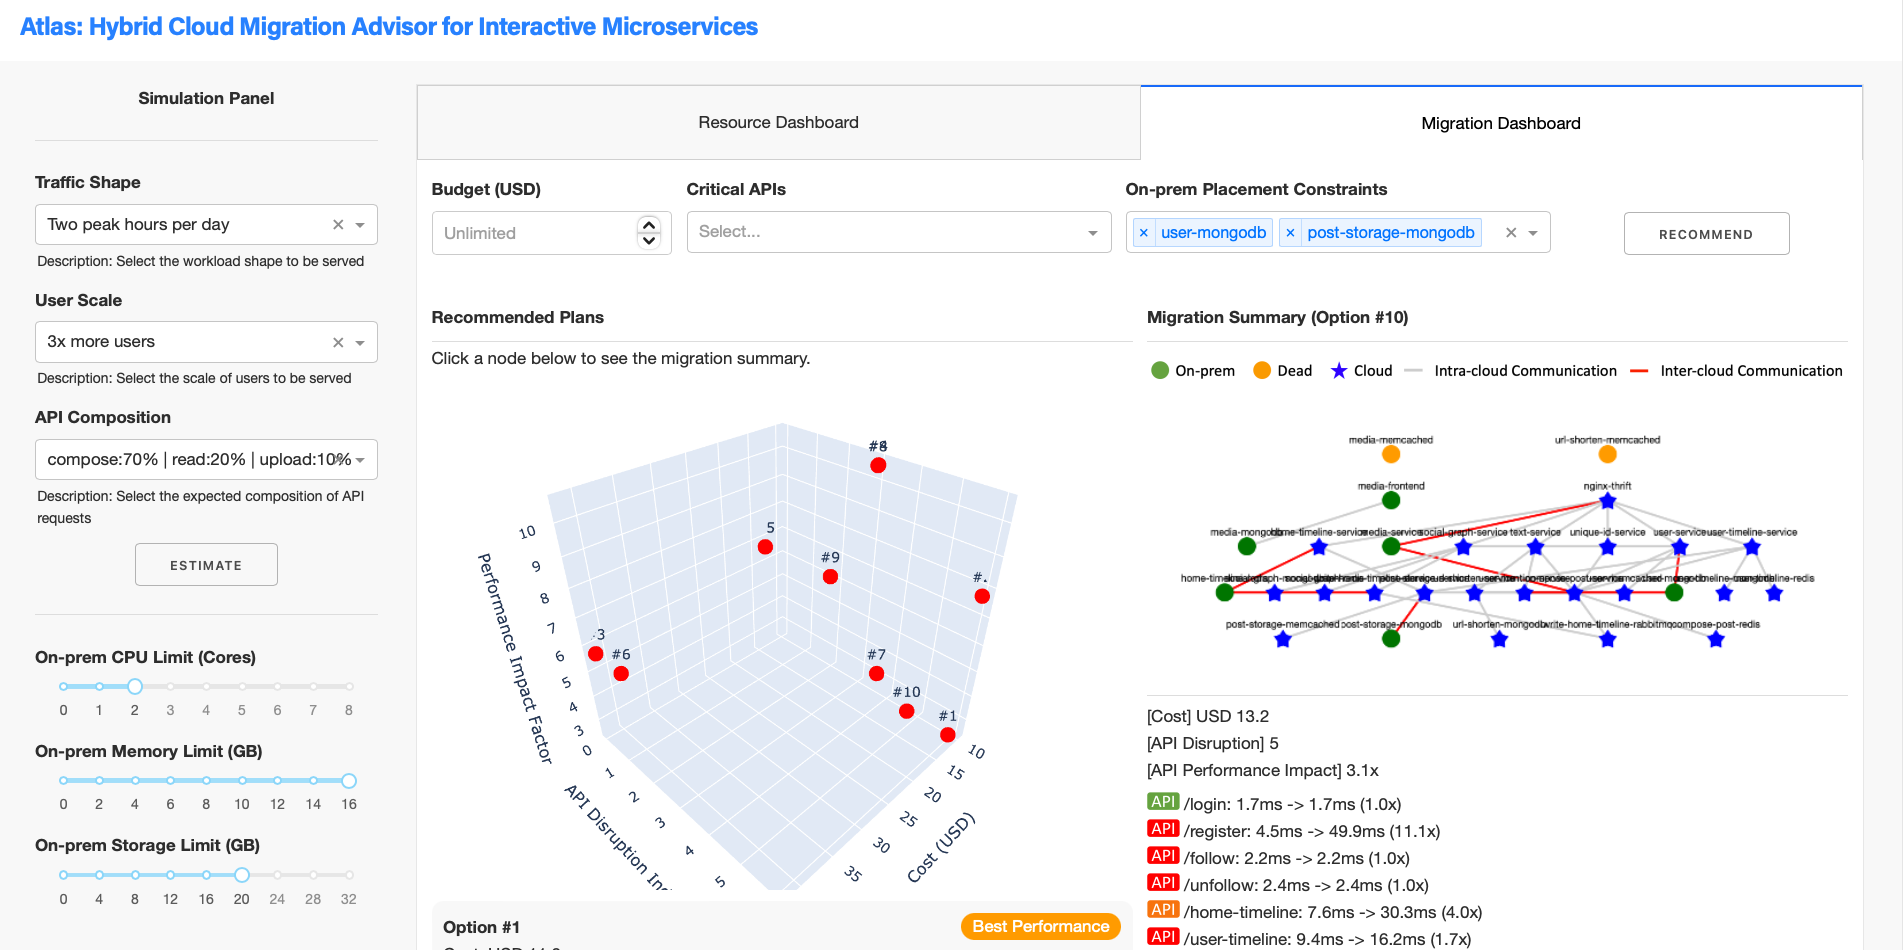 Atlas: Hybrid Cloud Migration Advisor for Interactive Microservices
Simulation Panel
Traffic Shape
Two peak hours per day
Description: Select the workload shape to be served
User Scale
3x more users
Description: Select the scale of users to be served
API Composition
compose:70% | read:20% | upload:10%
Description: Select the expected composition of API
requests
ESTIMATE
On-prem CPU Limit (Cores)
0 1 2 3 4 5 6 7 8
On-prem Memory Limit (GB)
0 2 4 6 8 10 12 14 16
On-prem Storage Limit (GB)
0 4 8 12 16 20 24 28 32
Resource Dashboard
Migration Dashboard
Budget (USD)
Unlimited
Critical APIs
Select...
On-prem Placement Constraints
× user-mongodb × post-storage-mongodb
RECOMMEND
Recommended Plans
Click a node below to see the migration summary.
5
#9
#.
3
#6
#7
#10
#1
Performance Impact Factor
10
9
8
7
6
5
4
3
API Disruption
0
1
2
3
4
5
Cost (USD)
10
15
20
25
30
35
Option #1
Best Performance
Migration Summary (Option #10)
On-prem Dead Cloud Intra-cloud Communication Inter-cloud Communication
media-memcached url-shorten-memcached
media-frontend nginx-thrift
text-service unique-id-service user-service user-timeline-service
post-storage-memcached post-storage-mongodb url-shorten-mongodb write-home-timeline-rabbitmq compose-post-redis
[Cost] USD 13.2
[API Disruption] 5
[API Performance Impact] 3.1x
API /login: 1.7ms -> 1.7ms (1.0x)
API /register: 4.5ms -> 49.9ms (11.1x)
API /follow: 2.2ms -> 2.2ms (1.0x)
API /unfollow: 2.4ms -> 2.4ms (1.0x)
API /home-timeline: 7.6ms -> 30.3ms (4.0x)
API /user-timeline: 9.4ms -> 16.2ms (1.7x)